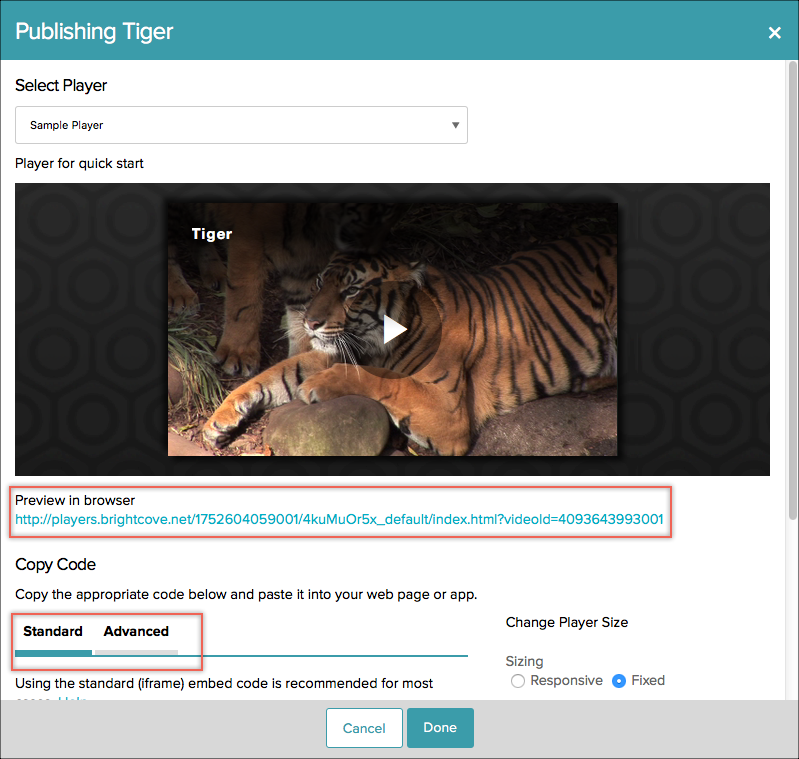 Publishing Tiger
Select Player
Sample Player
Player for quick start
Tiger
Preview in browser
http://players.brightcove.net/1752604059001/4kuMuOr5x_default/index.html?videoId=4093643993001
Copy Code
Copy the appropriate code below and paste it into your web page or app.
Standard Advanced
Using the standard (iframe) embed code is recommended for most
Change Player Size
Sizing
Responsive Fixed
Cancel Done